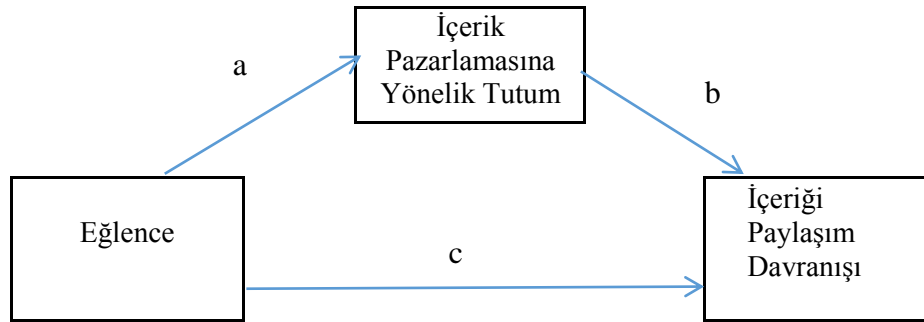 İçerik
Pazarlamasına
Yönelik Tutum
a
b
Eğlence
İçeriği
Paylaşım
Davranışı
c